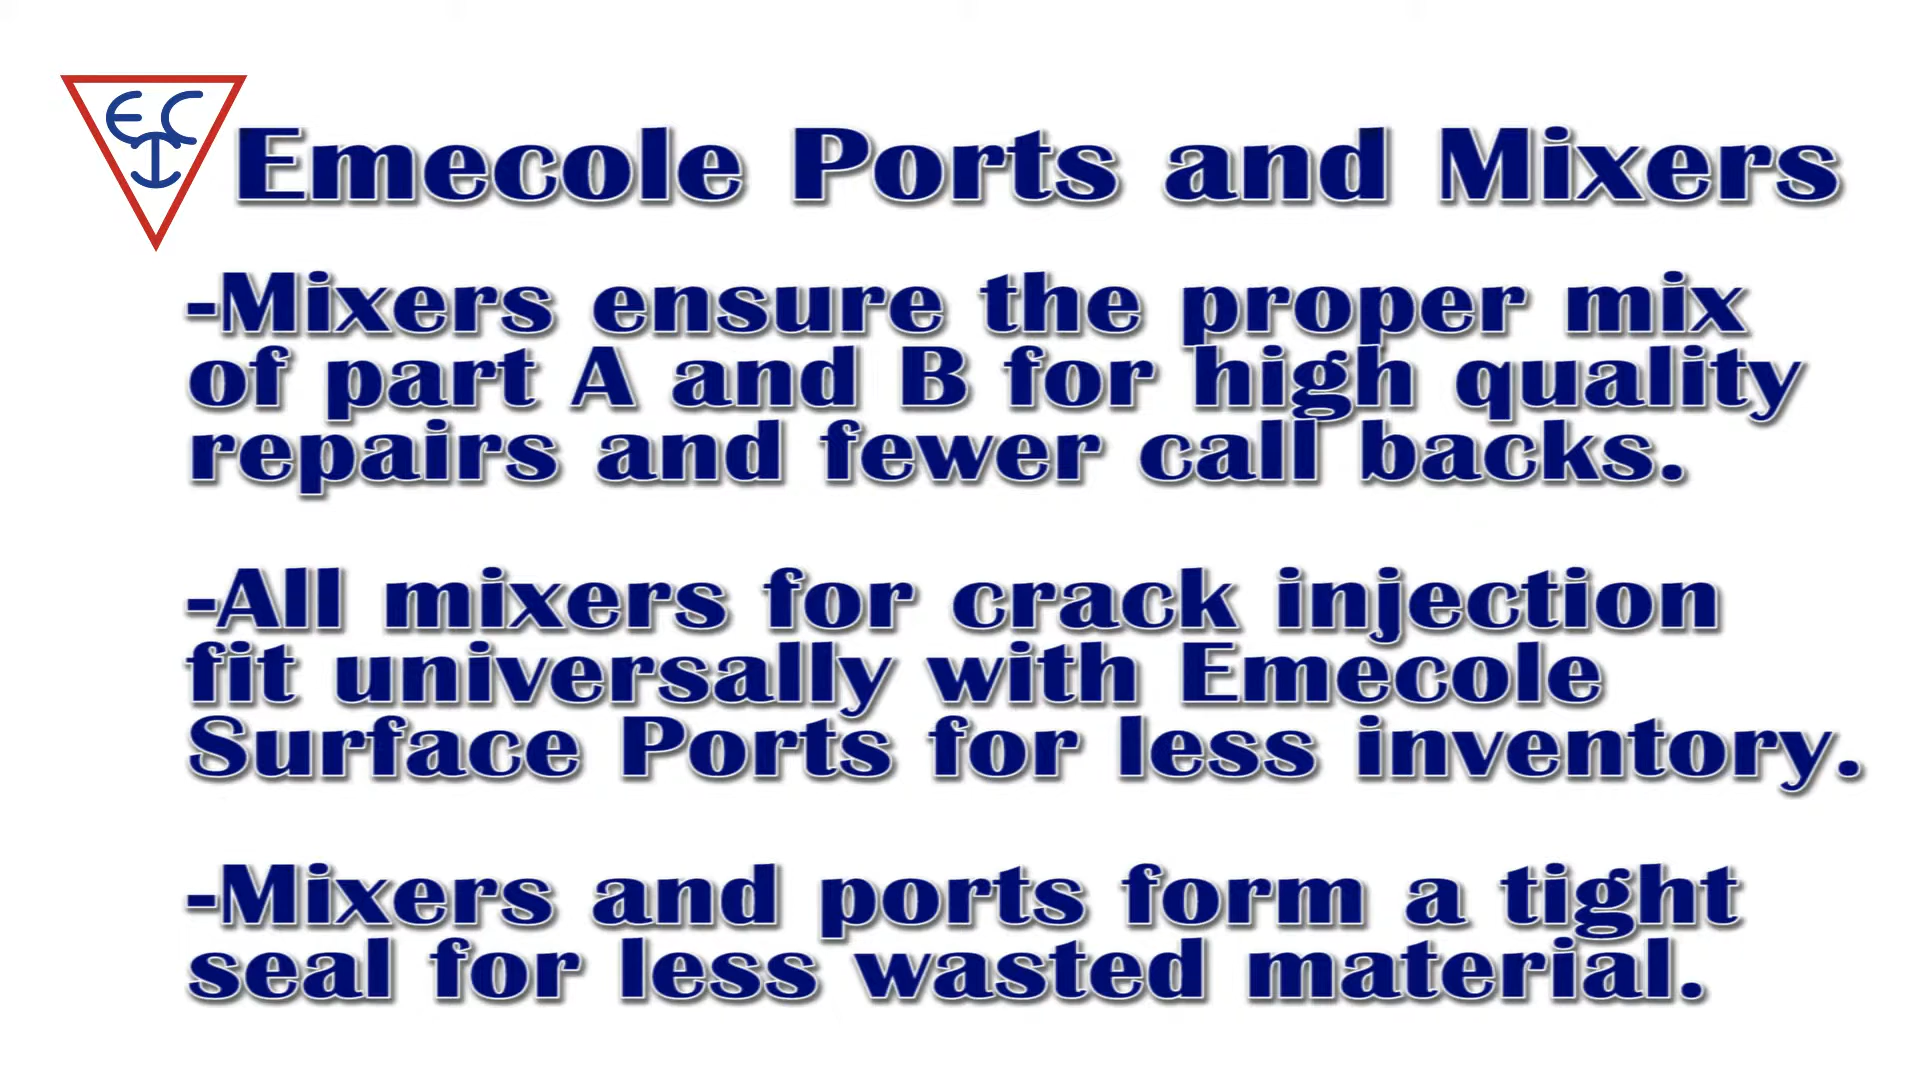 ECI
Emecole Ports and Mixers
-Mixers ensure the proper mix
of part A and B for high quality
repairs and fewer call backs.
-All mixers for crack injection
fit universally with Emecole
Surface Ports for less inventory.
-Mixers and ports form a tight
seal for less wasted material.